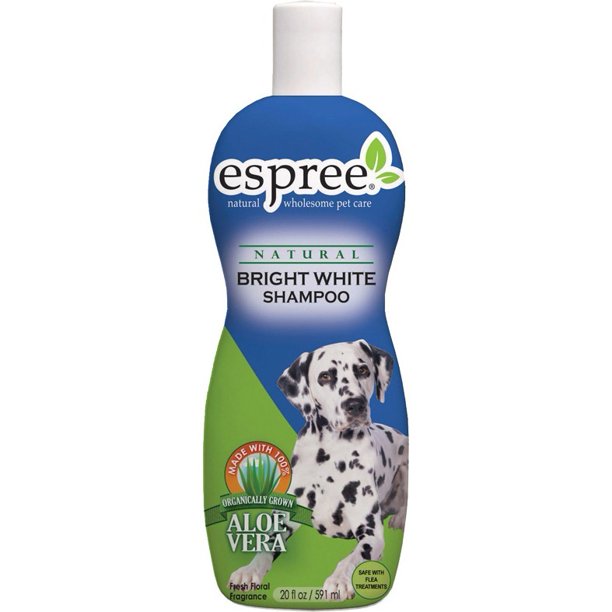 espree®
natural wholesome pet care
NATURAL
BRIGHT WHITE
SHAMPOO
MADE WITH 100%
ORGANICALLY GROWN
ALOE
VERA
Fresh Floral
Fragrance
20 fl oz / 591 ml
SAFE WITH
FLEA
TREATMENTS